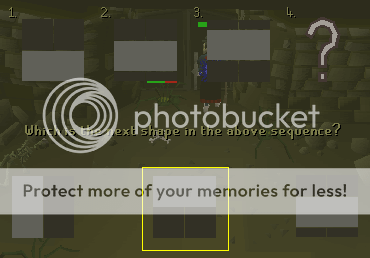 1. 2. 3. 4.
?
photobucket
Which is the next shape in the above sequence?
Protect more of your memories for less!